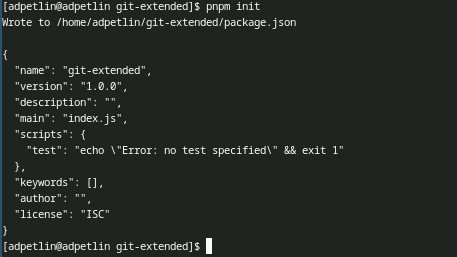 [adpetlin@adpetlin git-extended]$ pnpm init
Wrote to /home/adpetlin/git-extended/package.json

{
  "name": "git-extended",
  "version": "1.0.0",
  "description": "",
  "main": "index.js",
  "scripts": {
    "test": "echo \"Error: no test specified\" && exit 1"
  },
  "keywords": [],
  "author": "",
  "license": "ISC"
}
[adpetlin@adpetlin git-extended]$